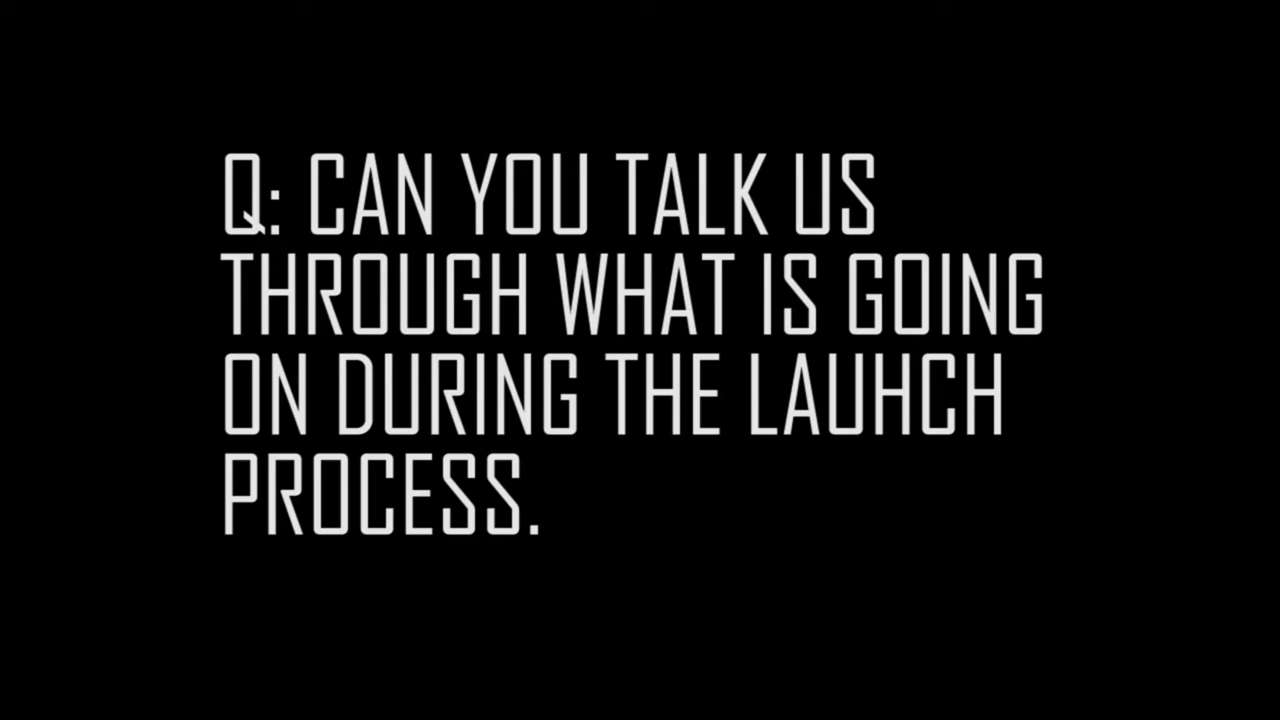 Q: CAN YOU TALK US
THROUGH WHAT IS GOING
ON DURING THE LAUHCH
PROCESS.